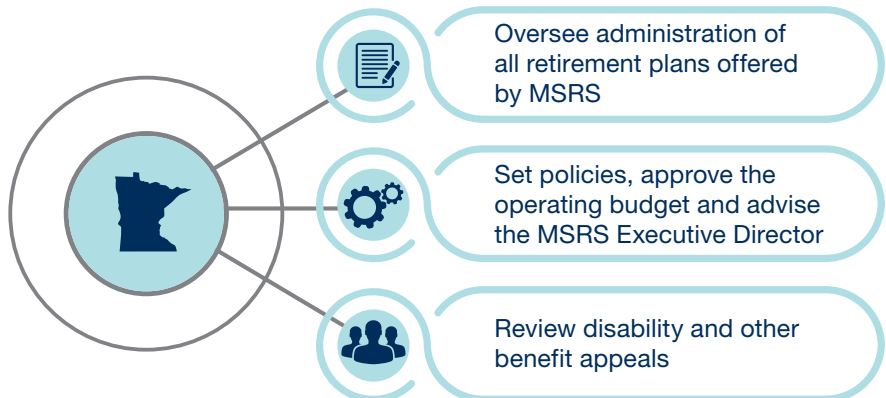 Oversee administration of
all retirement plans offered
by MSRS
Set policies, approve the
operating budget and advise
the MSRS Executive Director
Review disability and other
benefit appeals